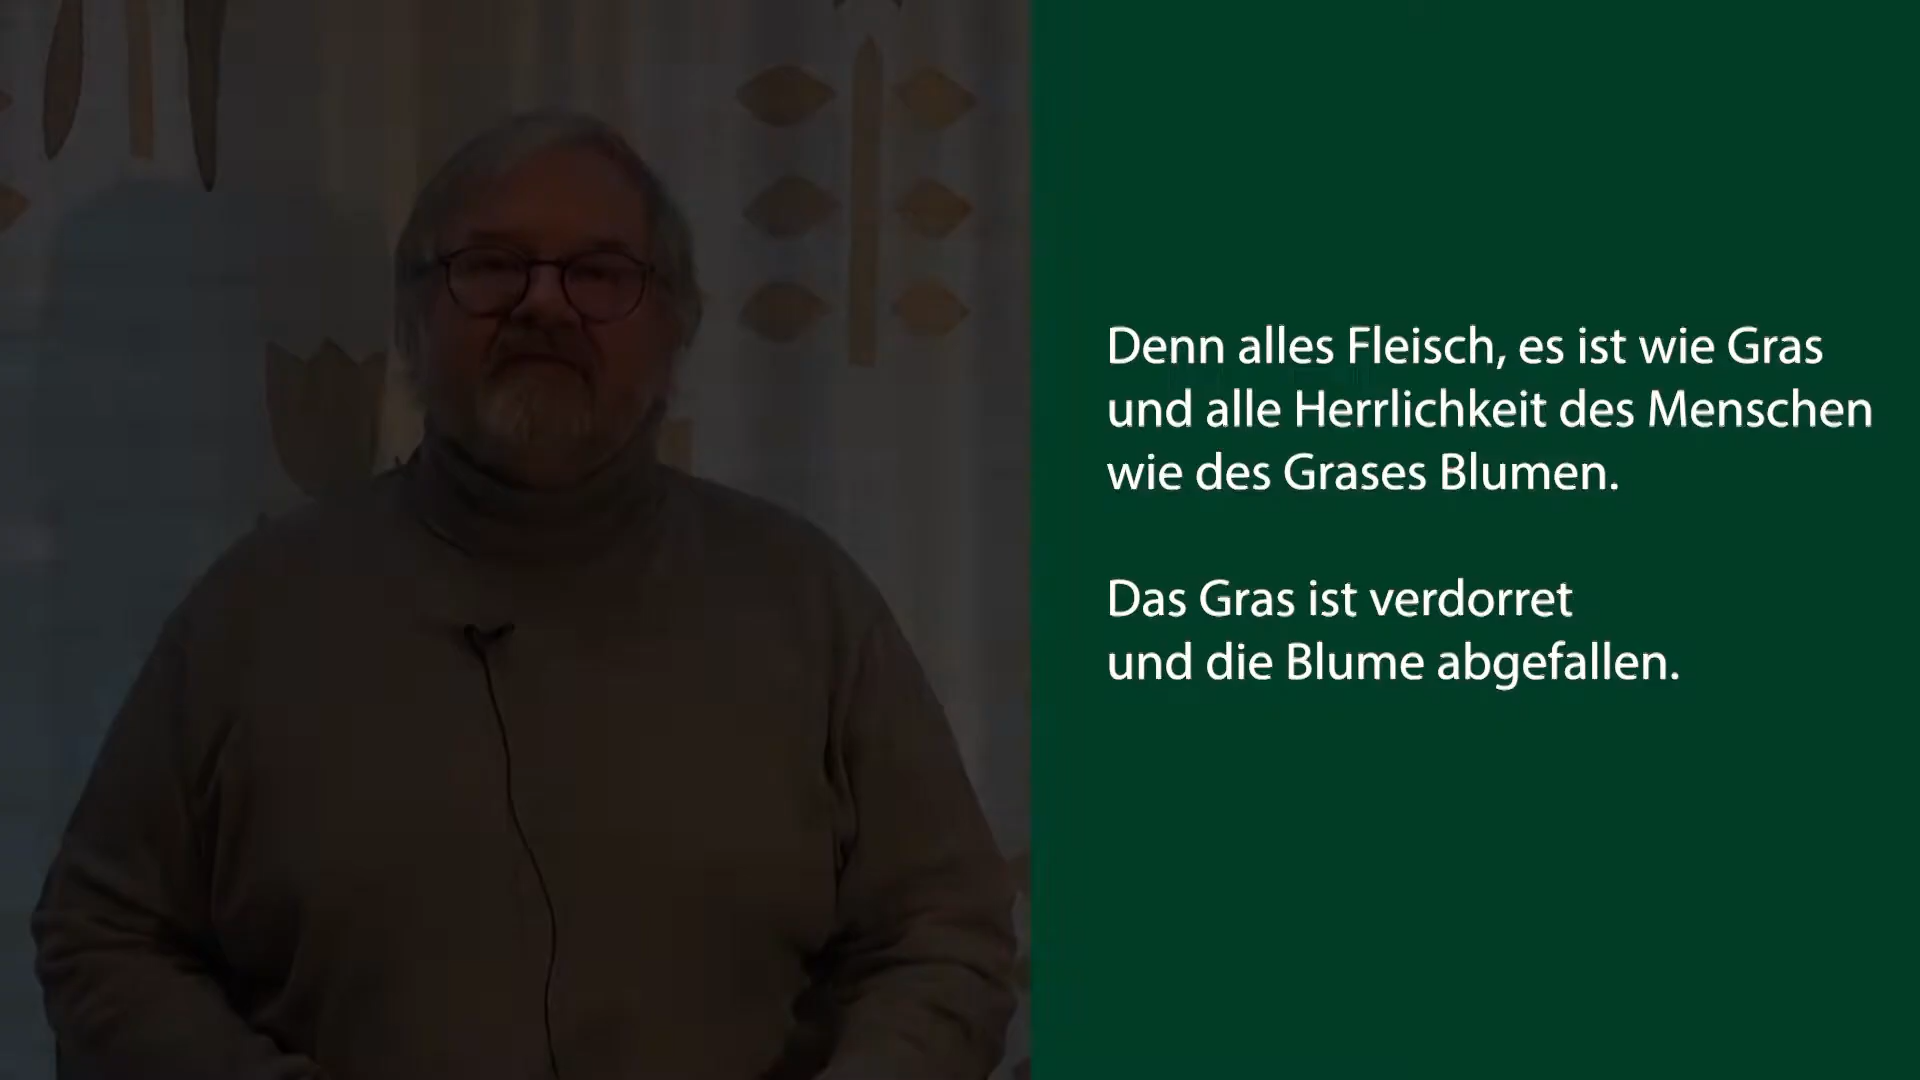 Denn alles Fleisch, es ist wie Gras
und alle Herrlichkeit des Menschen
wie des Grases Blumen.
Das Gras ist verdorret
und die Blume abgefallen.